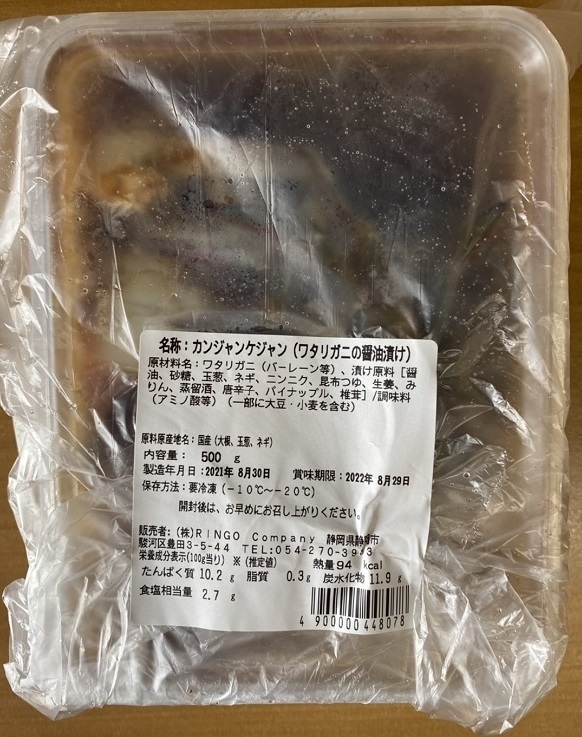 名称：カンジャンケジャン（ワタリガニの醤油漬け）
原材料名：ワタリガニ（バーレーン等）、漬け原料［醤
油、砂糖、玉葱、ネギ、ニンニク、昆布つゆ、生姜、み
りん、蒸留酒、唐辛子、パイナップル、椎茸］/調味料
（アミノ酸等）（一部に大豆・小麦を含む）
原料原産地名：国産（大根、玉葱、ネギ）
内容量： 500 g
製造年月日：2021年 8月30日 賞味期限：2022年 8月29日
保存方法：要冷凍（－10℃～－20℃）
開封後は、お早めにお召し上がりください。
販売者：（株）RINGO Company 静岡県静岡市
駿河区豊田3-5-44 TEL:054-270-39
栄養成分表示(100g当り) ※(推定値) 熱量94 kcal
たんぱく質 10.2 g 脂質 0.3g 炭水化物 11.9 g
食塩相当量 2.7 g
4 900000 448078